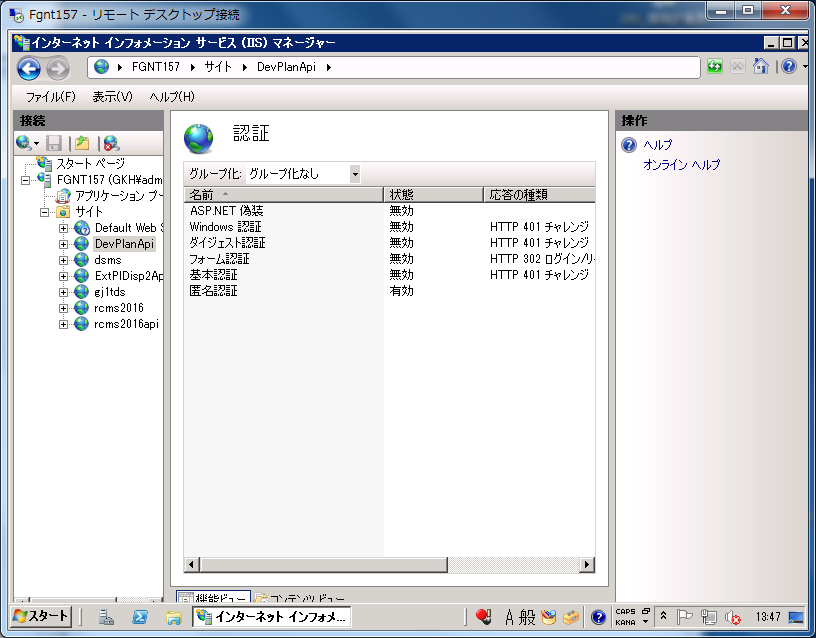 Fgnt157 - リモート デスクトップ接続
インターネット インフォメーション サービス (IIS) マネージャー
FGNT157 サイト DevPlanApi
ファイル(F) 表示(V) ヘルプ(H)
接続
スタート ページ
FGNT157 (GKH¥adm
アプリケーション プー
サイト
Default Web S
DevPlanApi
dsms
ExtPIDisp2Ap
gj1tds
rcms2016
rcms2016api
認証
グループ化: グループ化なし
名前 状態 応答の種類
ASP.NET 偽装 無効
Windows 認証 無効 HTTP 401 チャレンジ
ダイジェスト認証 無効 HTTP 401 チャレンジ
フォーム認証 無効 HTTP 302 ログイン/リ
基本認証 無効 HTTP 401 チャレンジ
匿名認証 有効
機能ビュー コンテンツ ビュー
操作
ヘルプ
オンライン ヘルプ
スタート インターネット インフォメ... A 般 CAPS KANA 13:47